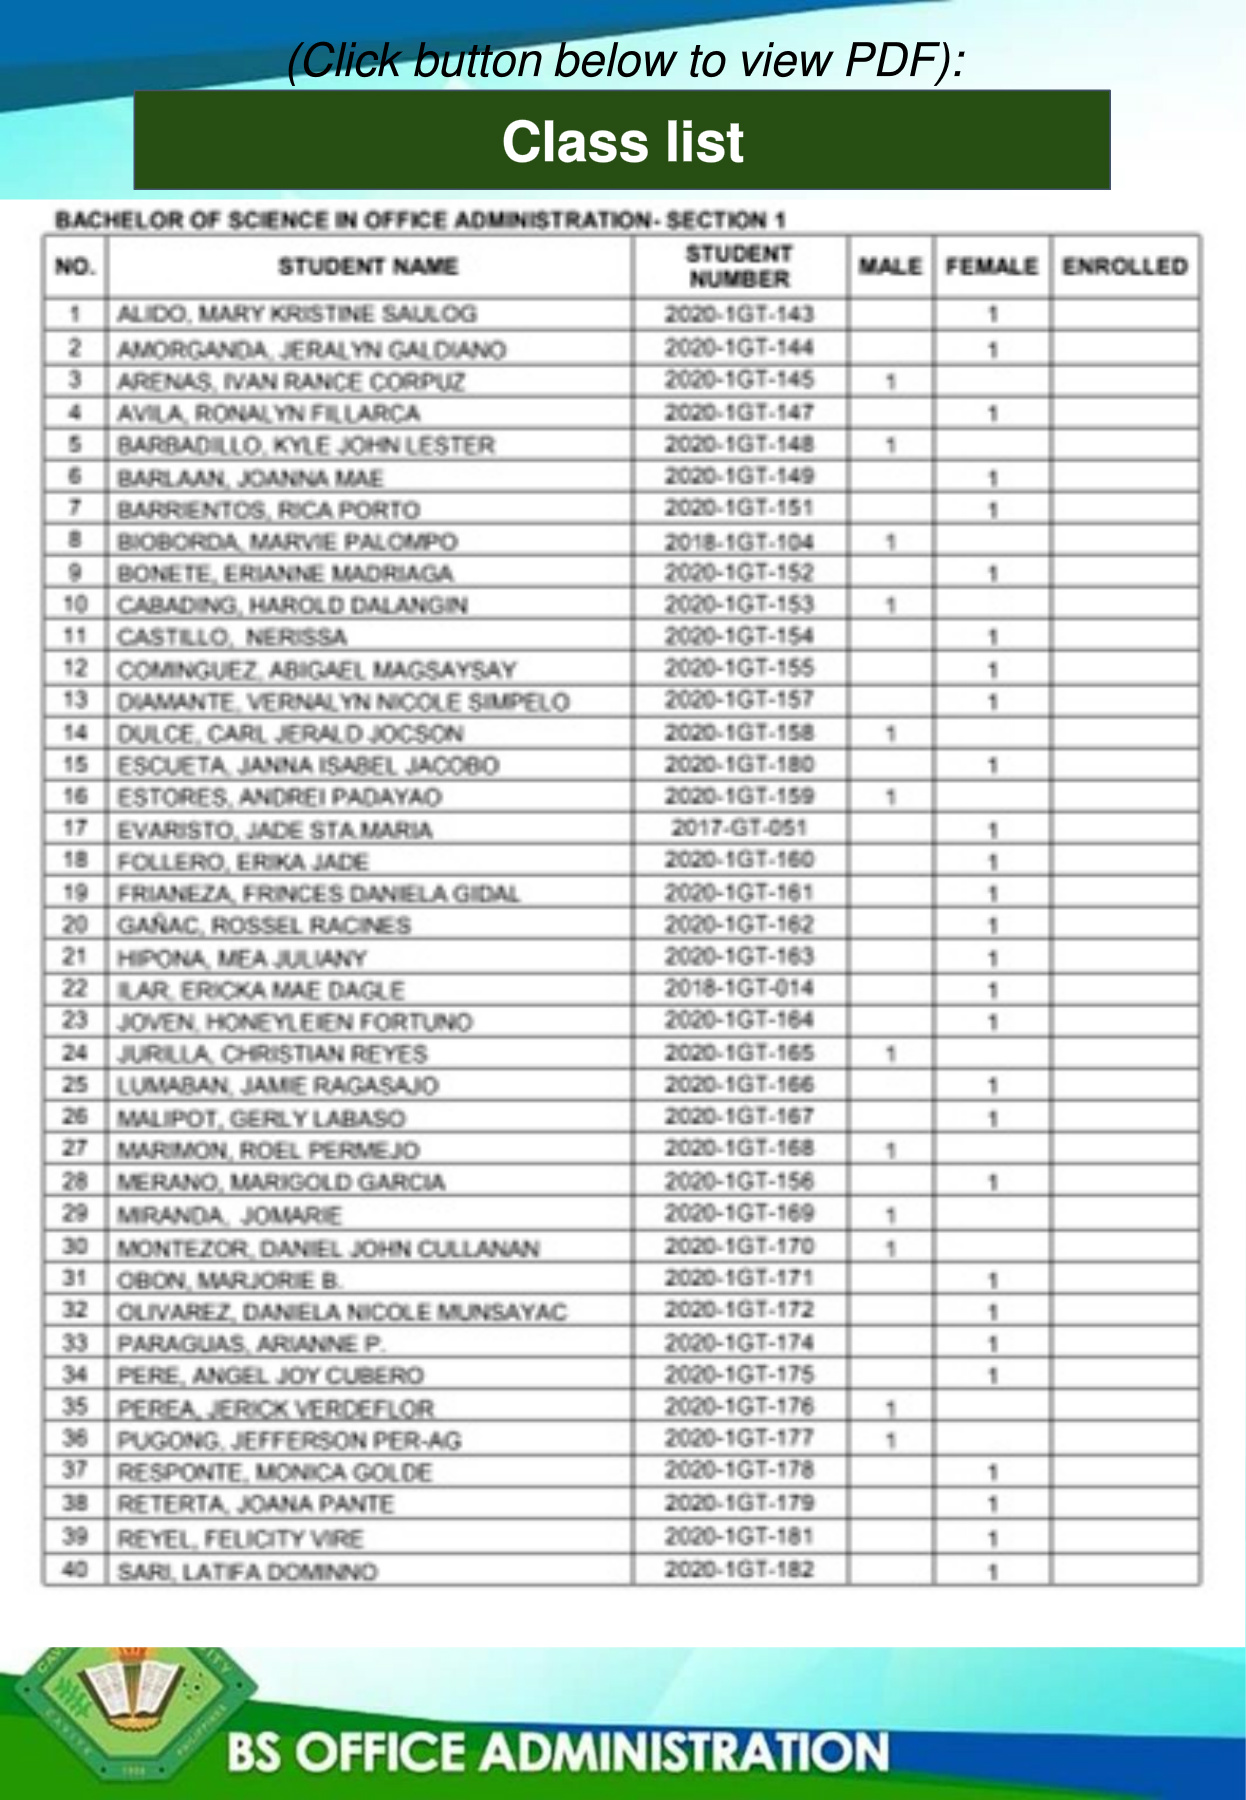 (Click button below to view PDF):
Class list
BACHELOR OF SCIENCE IN OFFICE ADMINISTRATION- SECTION 1
NO. STUDENT NAME STUDENT NUMBER MALE FEMALE ENROLLED
1 ALIDO, MARY KRISTINE SAULOG 2020-1GT-143 1
2 AMORGANDA, JERALYN GALDIANO 2020-1GT-144 1
3 ARENAS, IVAN RANCE CORPUZ 2020-1GT-145 1
4 AVILA, RONALYN FILLARCA 2020-1GT-147 1
5 BARBADILLO, KYLE JOHN LESTER 2020-1GT-148 1
6 BARLAAN, JOANNA MAE 2020-1GT-149 1
7 BARRIENTOS, RICA PORTO 2020-1GT-151 1
8 BIOBORDA, MARVIE PALOMPO 2018-1GT-104 1
9 BONETE, ERIANNE MADRIAGA 2020-1GT-152 1
10 CABADING, HAROLD DALANGIN 2020-1GT-153 1
11 CASTILLO, NERISSA 2020-1GT-154 1
12 COMINGUEZ, ABIGAEL MAGSAYSAY 2020-1GT-155 1
13 DIAMANTE, VERNALYN NICOLE SIMPELO 2020-1GT-157 1
14 DULCE, CARL JERALD JOCSON 2020-1GT-158 1
15 ESCUETA, JANNA ISABEL JACOBO 2020-1GT-180 1
16 ESTORES, ANDREI PADAYAO 2020-1GT-159 1
17 EVARISTO, JADE STA.MARIA 2017-GT-051 1
18 FOLLERO, ERIKA JADE 2020-1GT-160 1
19 FRIANEZA, FRINCES DANIELA GIDAL 2020-1GT-161 1
20 GAÑAC, ROSSEL RACINES 2020-1GT-162 1
21 HIPONA, MEA JULIANY 2020-1GT-163 1
22 ILAR, ERICKA MAE DAGLE 2018-1GT-014 1
23 JOVEN, HONEYLEIEN FORTUNO 2020-1GT-164 1
24 JURILLA, CHRISTIAN REYES 2020-1GT-165 1
25 LUMABAN, JAMIE RAGASAJO 2020-1GT-166 1
26 MALIPOT, GERLY LABASO 2020-1GT-167 1
27 MARIMON, ROEL PERMEJO 2020-1GT-168 1
28 MERANO, MARIGOLD GARCIA 2020-1GT-156 1
29 MIRANDA, JOMARIE 2020-1GT-169 1
30 MONTEZOR, DANIEL JOHN CULLANAN 2020-1GT-170 1
31 OBON, MARJORIE B. 2020-1GT-171 1
32 OLIVAREZ, DANIELA NICOLE MUNSAYAC 2020-1GT-172 1
33 PARAGUAS, ARIANNE P. 2020-1GT-174 1
34 PERE, ANGEL JOY CUBERO 2020-1GT-175 1
35 PEREA, JERICK VERDEFLOR 2020-1GT-176 1
36 PUGONG, JEFFERSON PER-AG 2020-1GT-177 1
37 RESPONTE, MONICA GOLDE 2020-1GT-178 1
38 RETERTA, JOANA PANTE 2020-1GT-179 1
39 REYEL, FELICITY VIRE 2020-1GT-181 1
40 SARI, LATIFA DOMINNO 2020-1GT-182 1
CAVITE
PHILIPPINES
BS OFFICE ADMINISTRATION